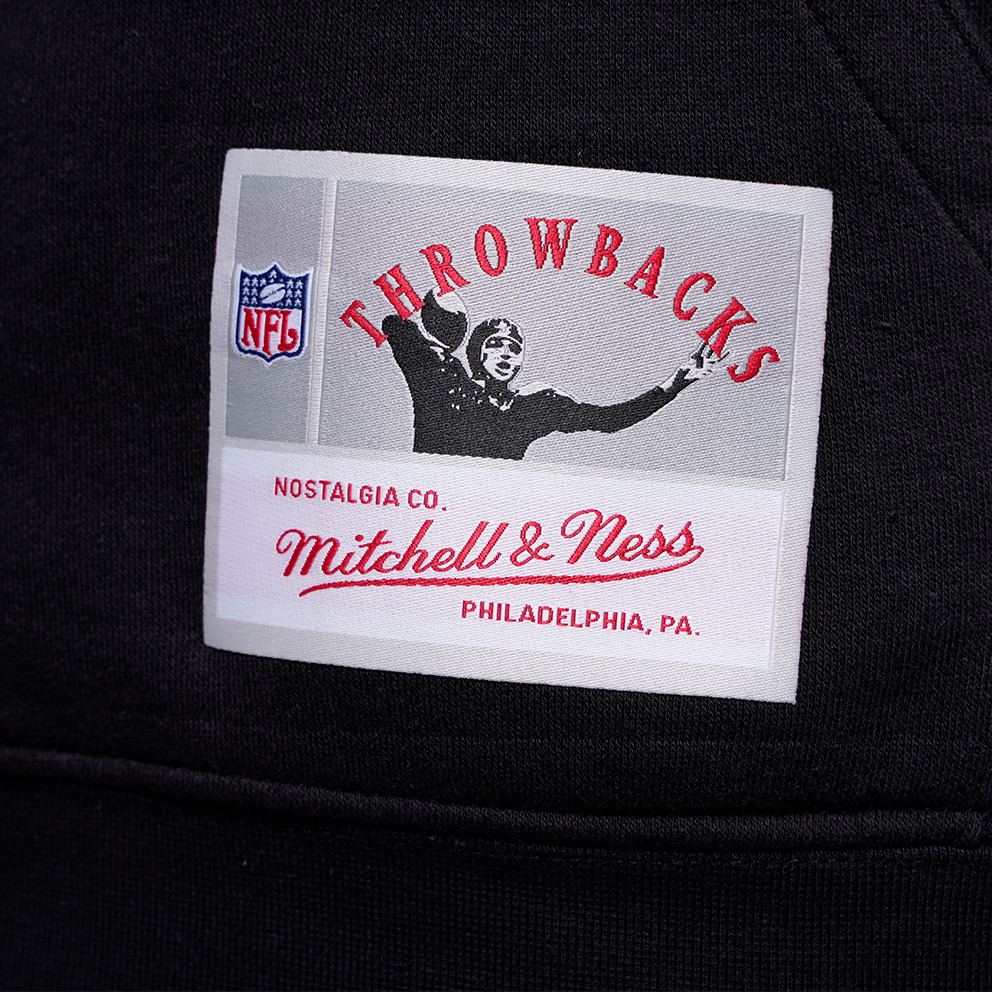 THROWBACKS
NFL
NOSTALGIA CO.
Mitchell & Ness
PHILADELPHIA, PA.